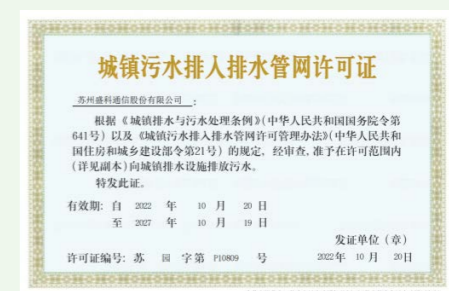 城镇污水排入排水管网许可证
苏州盛科通信股份有限公司 :
根据《城镇排水与污水处理条例》(中华人民共和国国务院令第
641号）以及《城镇污水排入排水管网许可管理办法》(中华人民共和
国住房和城乡建设部令第21号）的规定，经审查，准予在许可范围内
(详见副本)向城镇排水设施排放污水。
特发此证。
有效期：自 2022 年 10 月 20 日
至 2027 年 10 月 19 日
发证单位（章）
许可证编号：苏 园 字第 P10809 号 2022年 10 月 20日